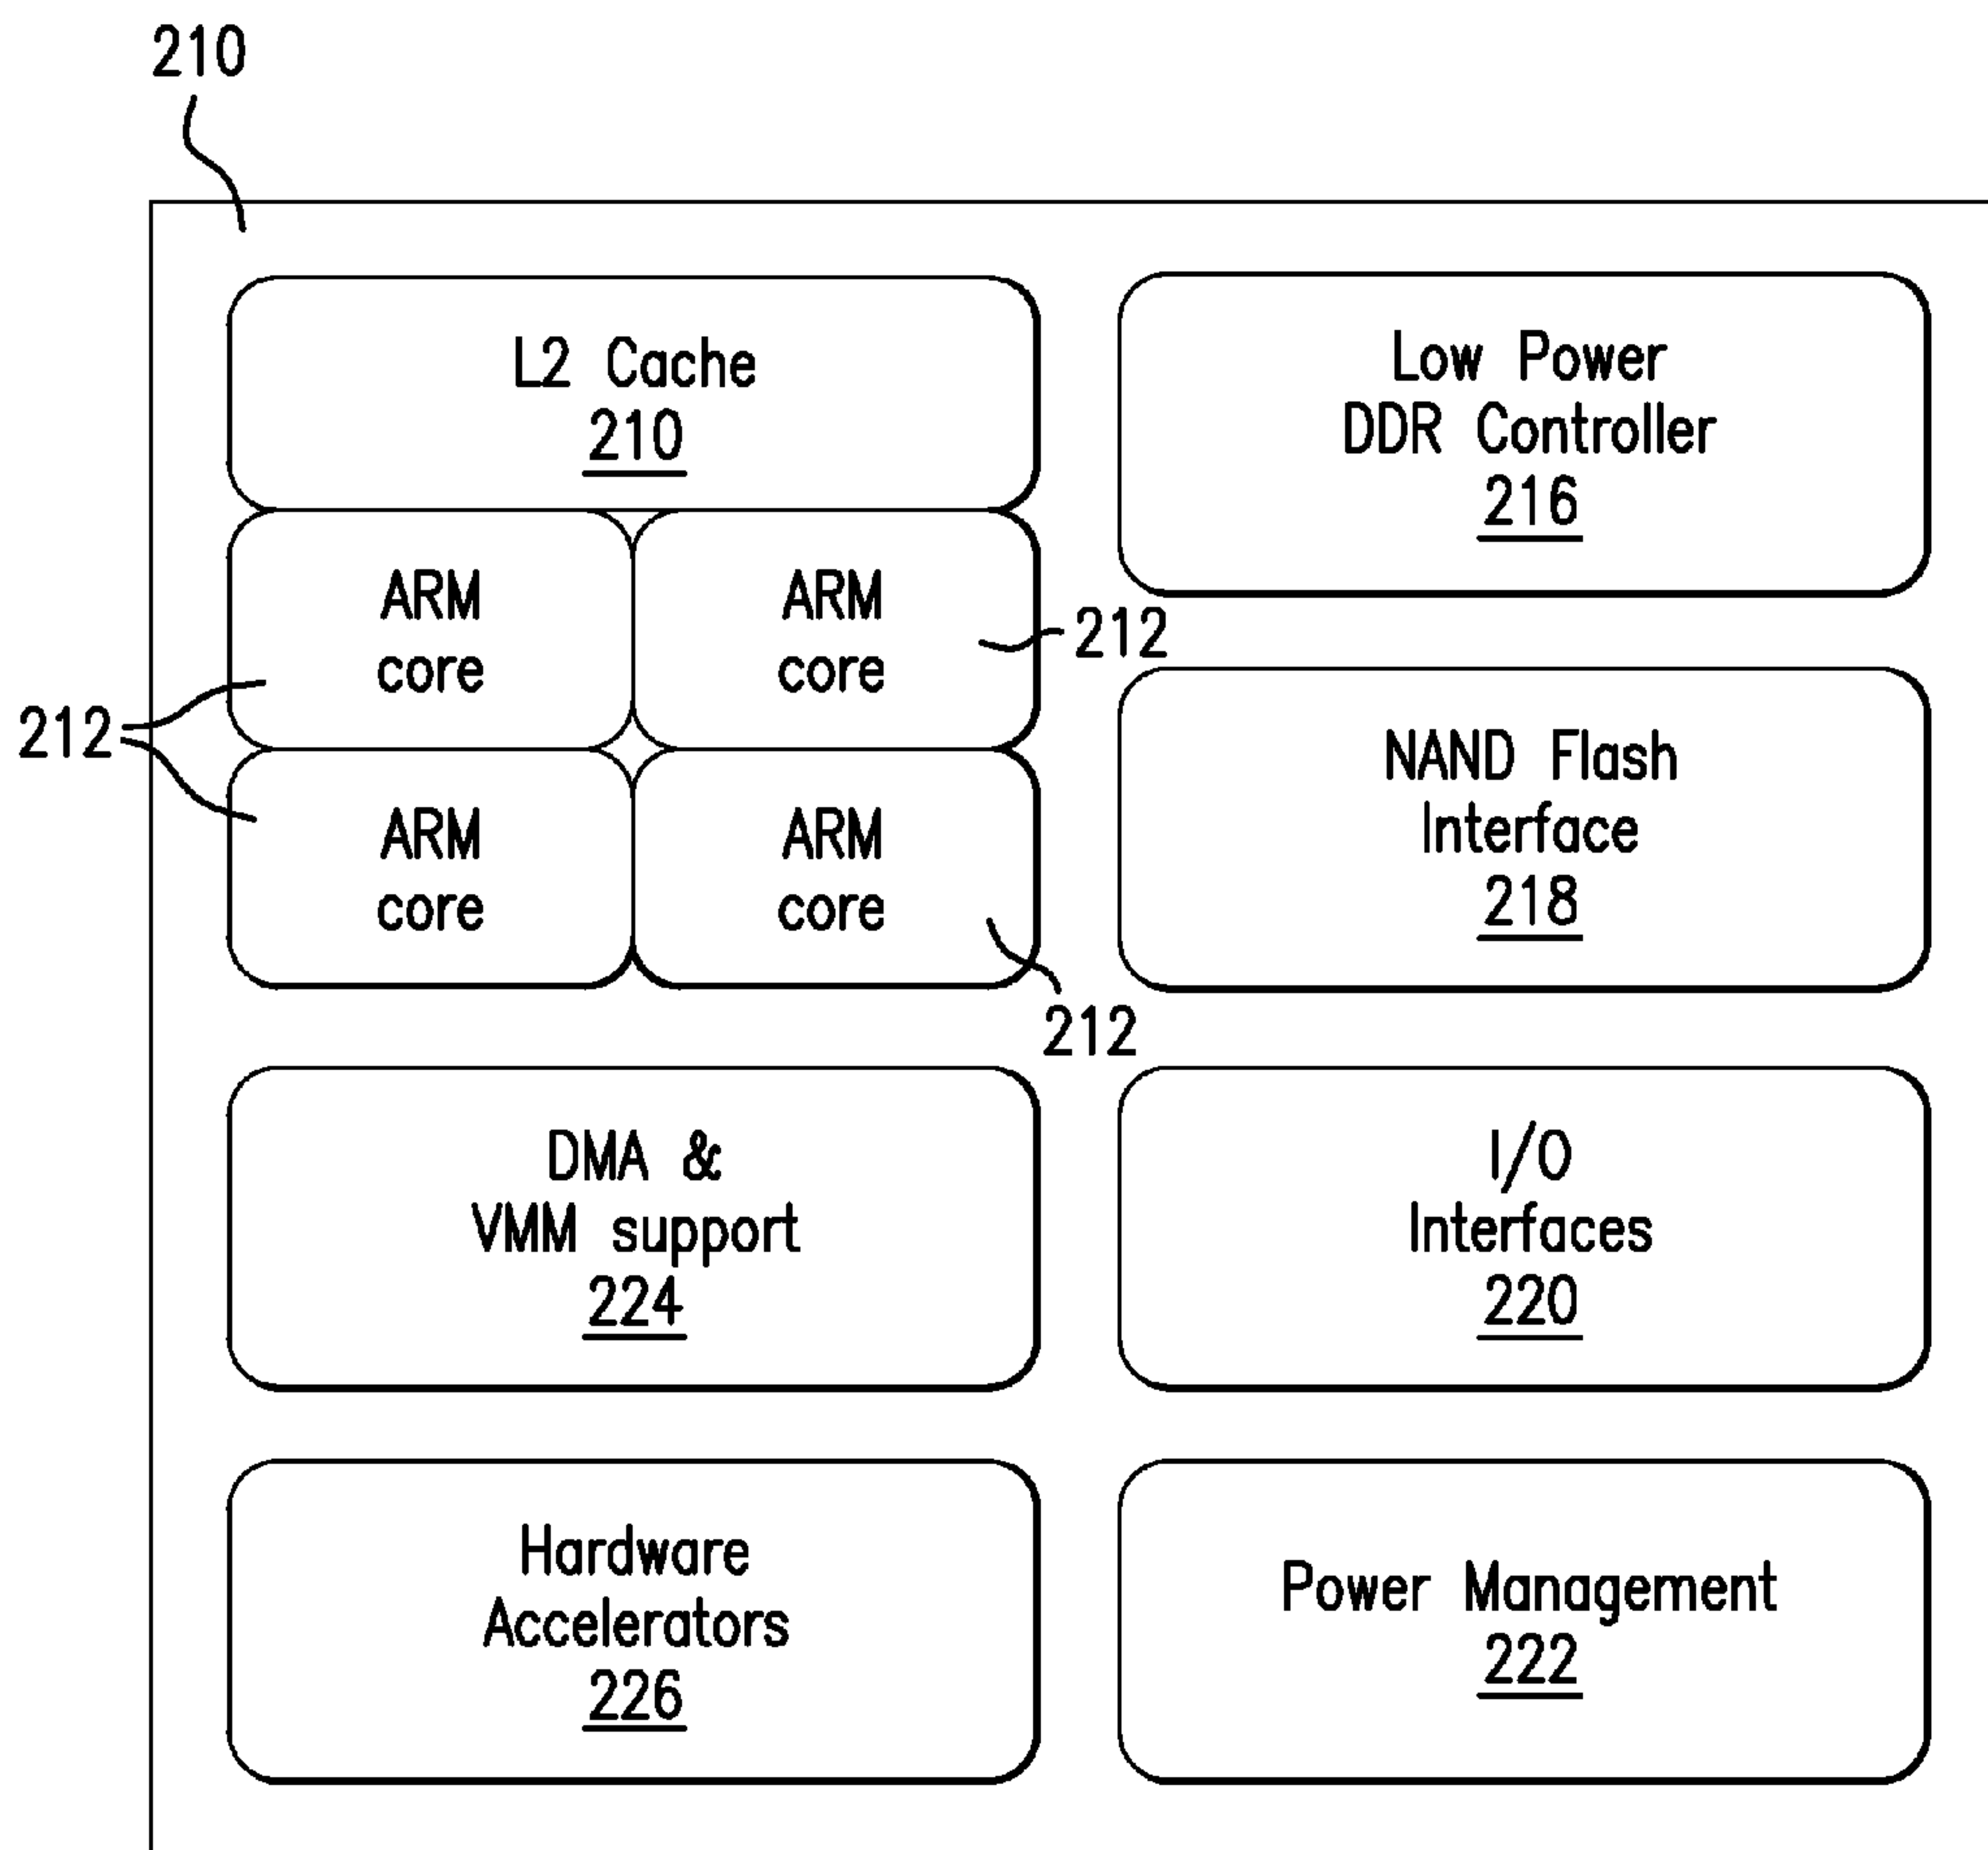 210
L2 Cache
210
Low Power
DDR Controller
216
ARM
core
ARM
core
212
212
ARM
core
ARM
core
212
NAND Flash
Interface
218
DMA &
VMM support
224
I/O
Interfaces
220
Hardware
Accelerators
226
Power Management
222